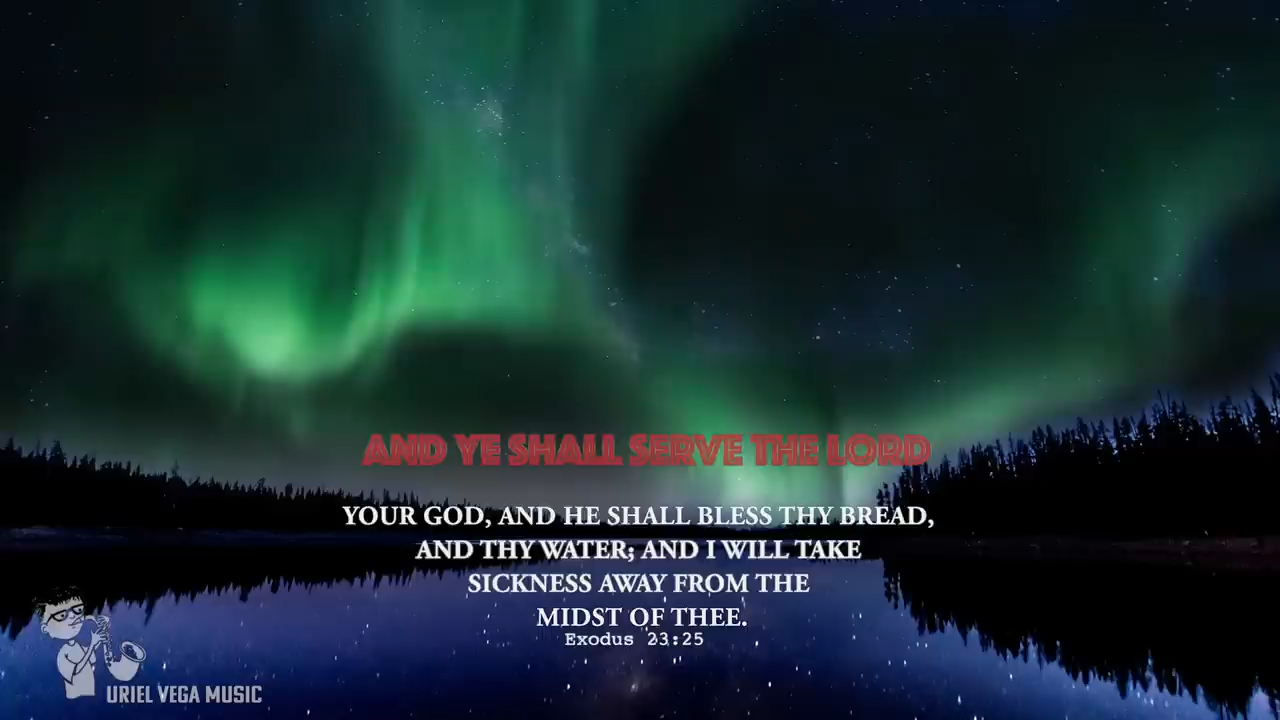 AND YE SHALL SERVE THE LORD
YOUR GOD, AND HE SHALL BLESS THY BREAD,
AND THY WATER; AND I WILL TAKE
SICKNESS AWAY FROM THE
MIDST OF THEE.
Exodus 23:25
URIEL VEGA MUSIC